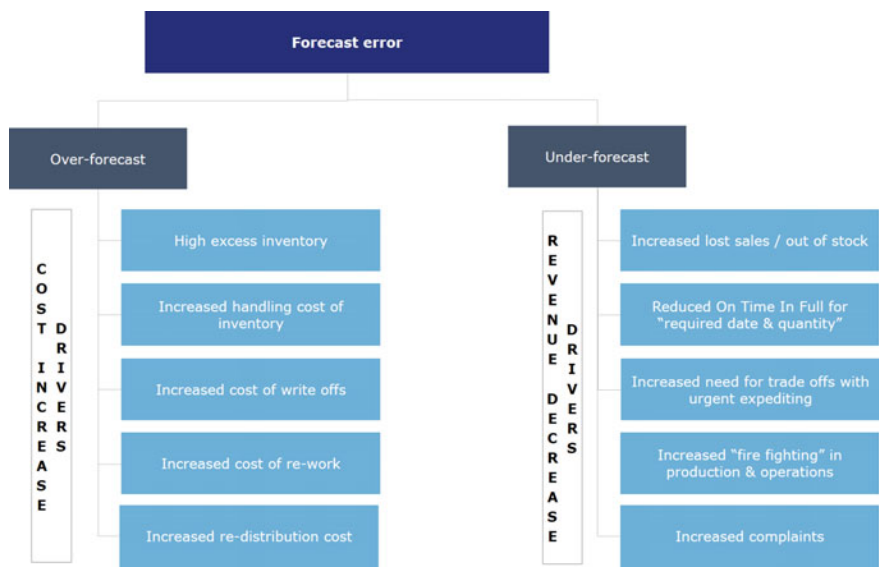 Forecast error
Over-forecast
COST INCREASE
DRIVERS
High excess inventory
Increased handling cost of
inventory
Increased cost of write offs
Increased cost of re-work
Increased re-distribution cost
Under-forecast
REVENUE DECREASE
DRIVERS
Increased lost sales / out of stock
Reduced On Time In Full for
“required date & quantity”
Increased need for trade offs with
urgent expediting
Increased “fire fighting” in
production & operations
Increased complaints